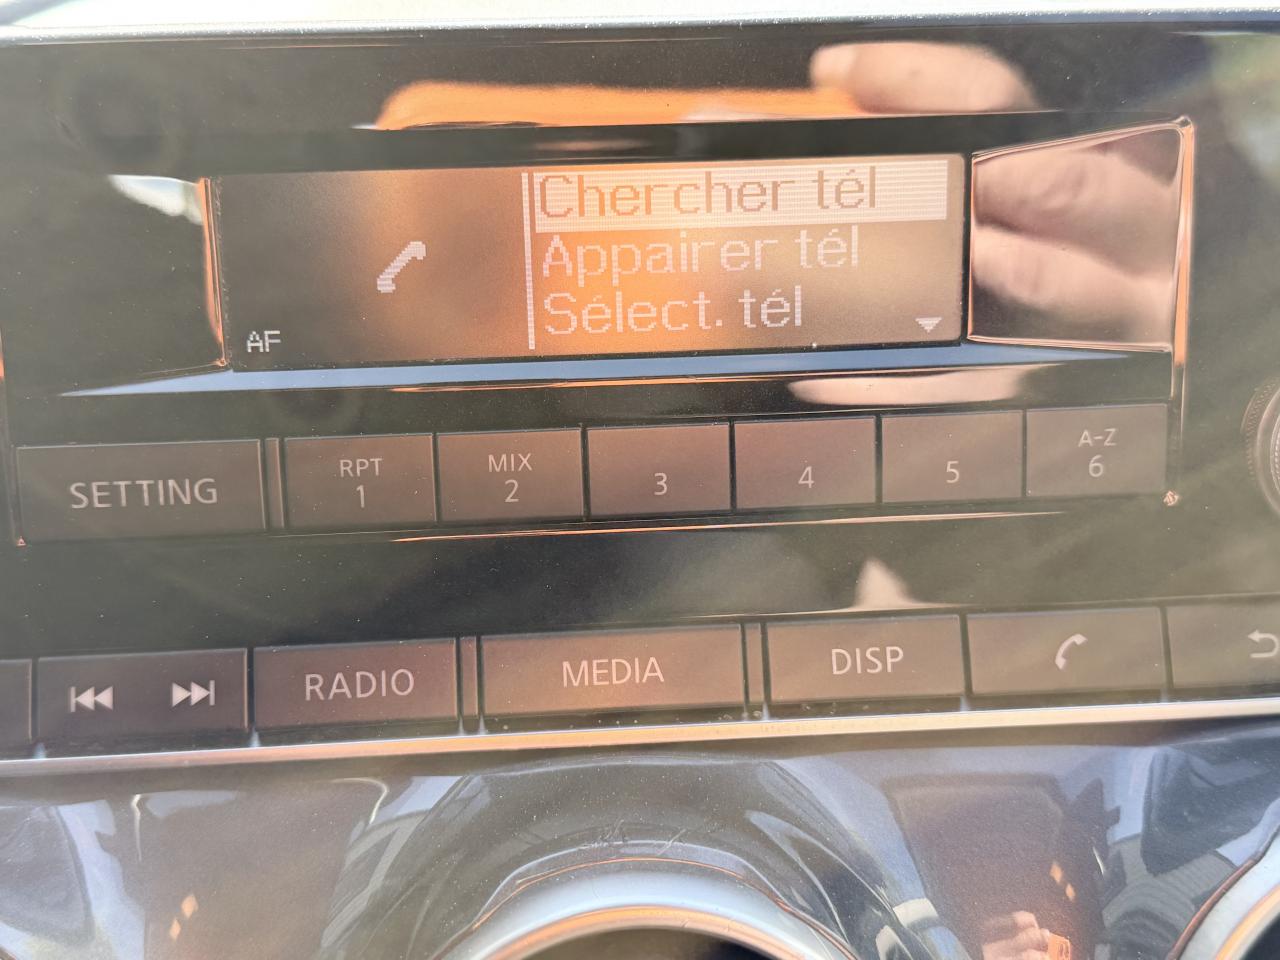 Chercher tél
Appairer tél
Sélect. tél
AF
SETTING
RPT
1
MIX
2
3
4
5
A-Z
6
RADIO
MEDIA
DISP